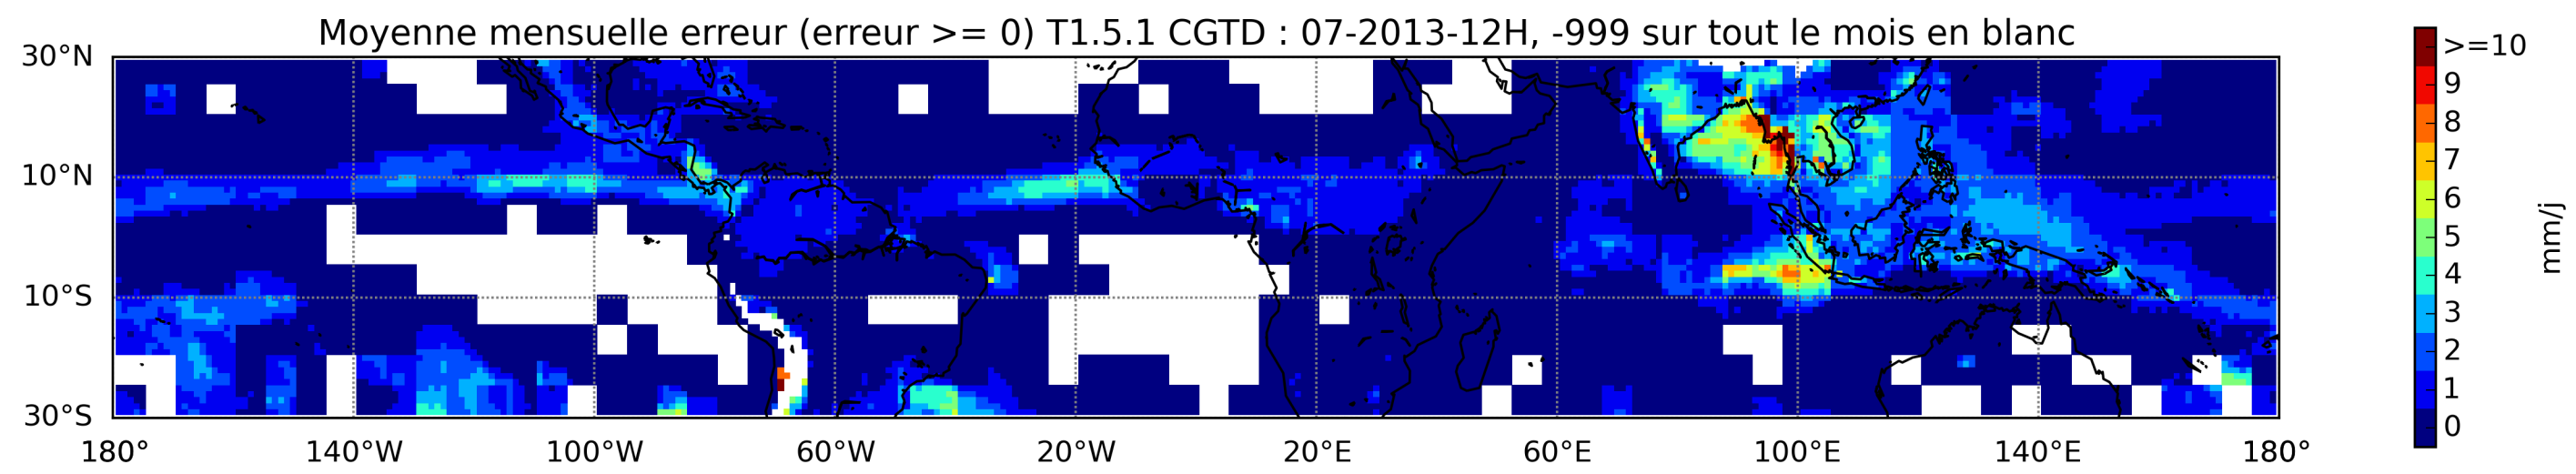 Moyenne mensuelle erreur (erreur >= 0) T1.5.1 CGTD : 07-2013-12H, -999 sur tout le mois en blanc
30°N
10°N
10°S
30°S
180°
140°W
100°W
60°W
20°W
20°E
60°E
100°E
140°E
180°
>=10
9
8
7
6
5
4
3
2
1
0
mm/j